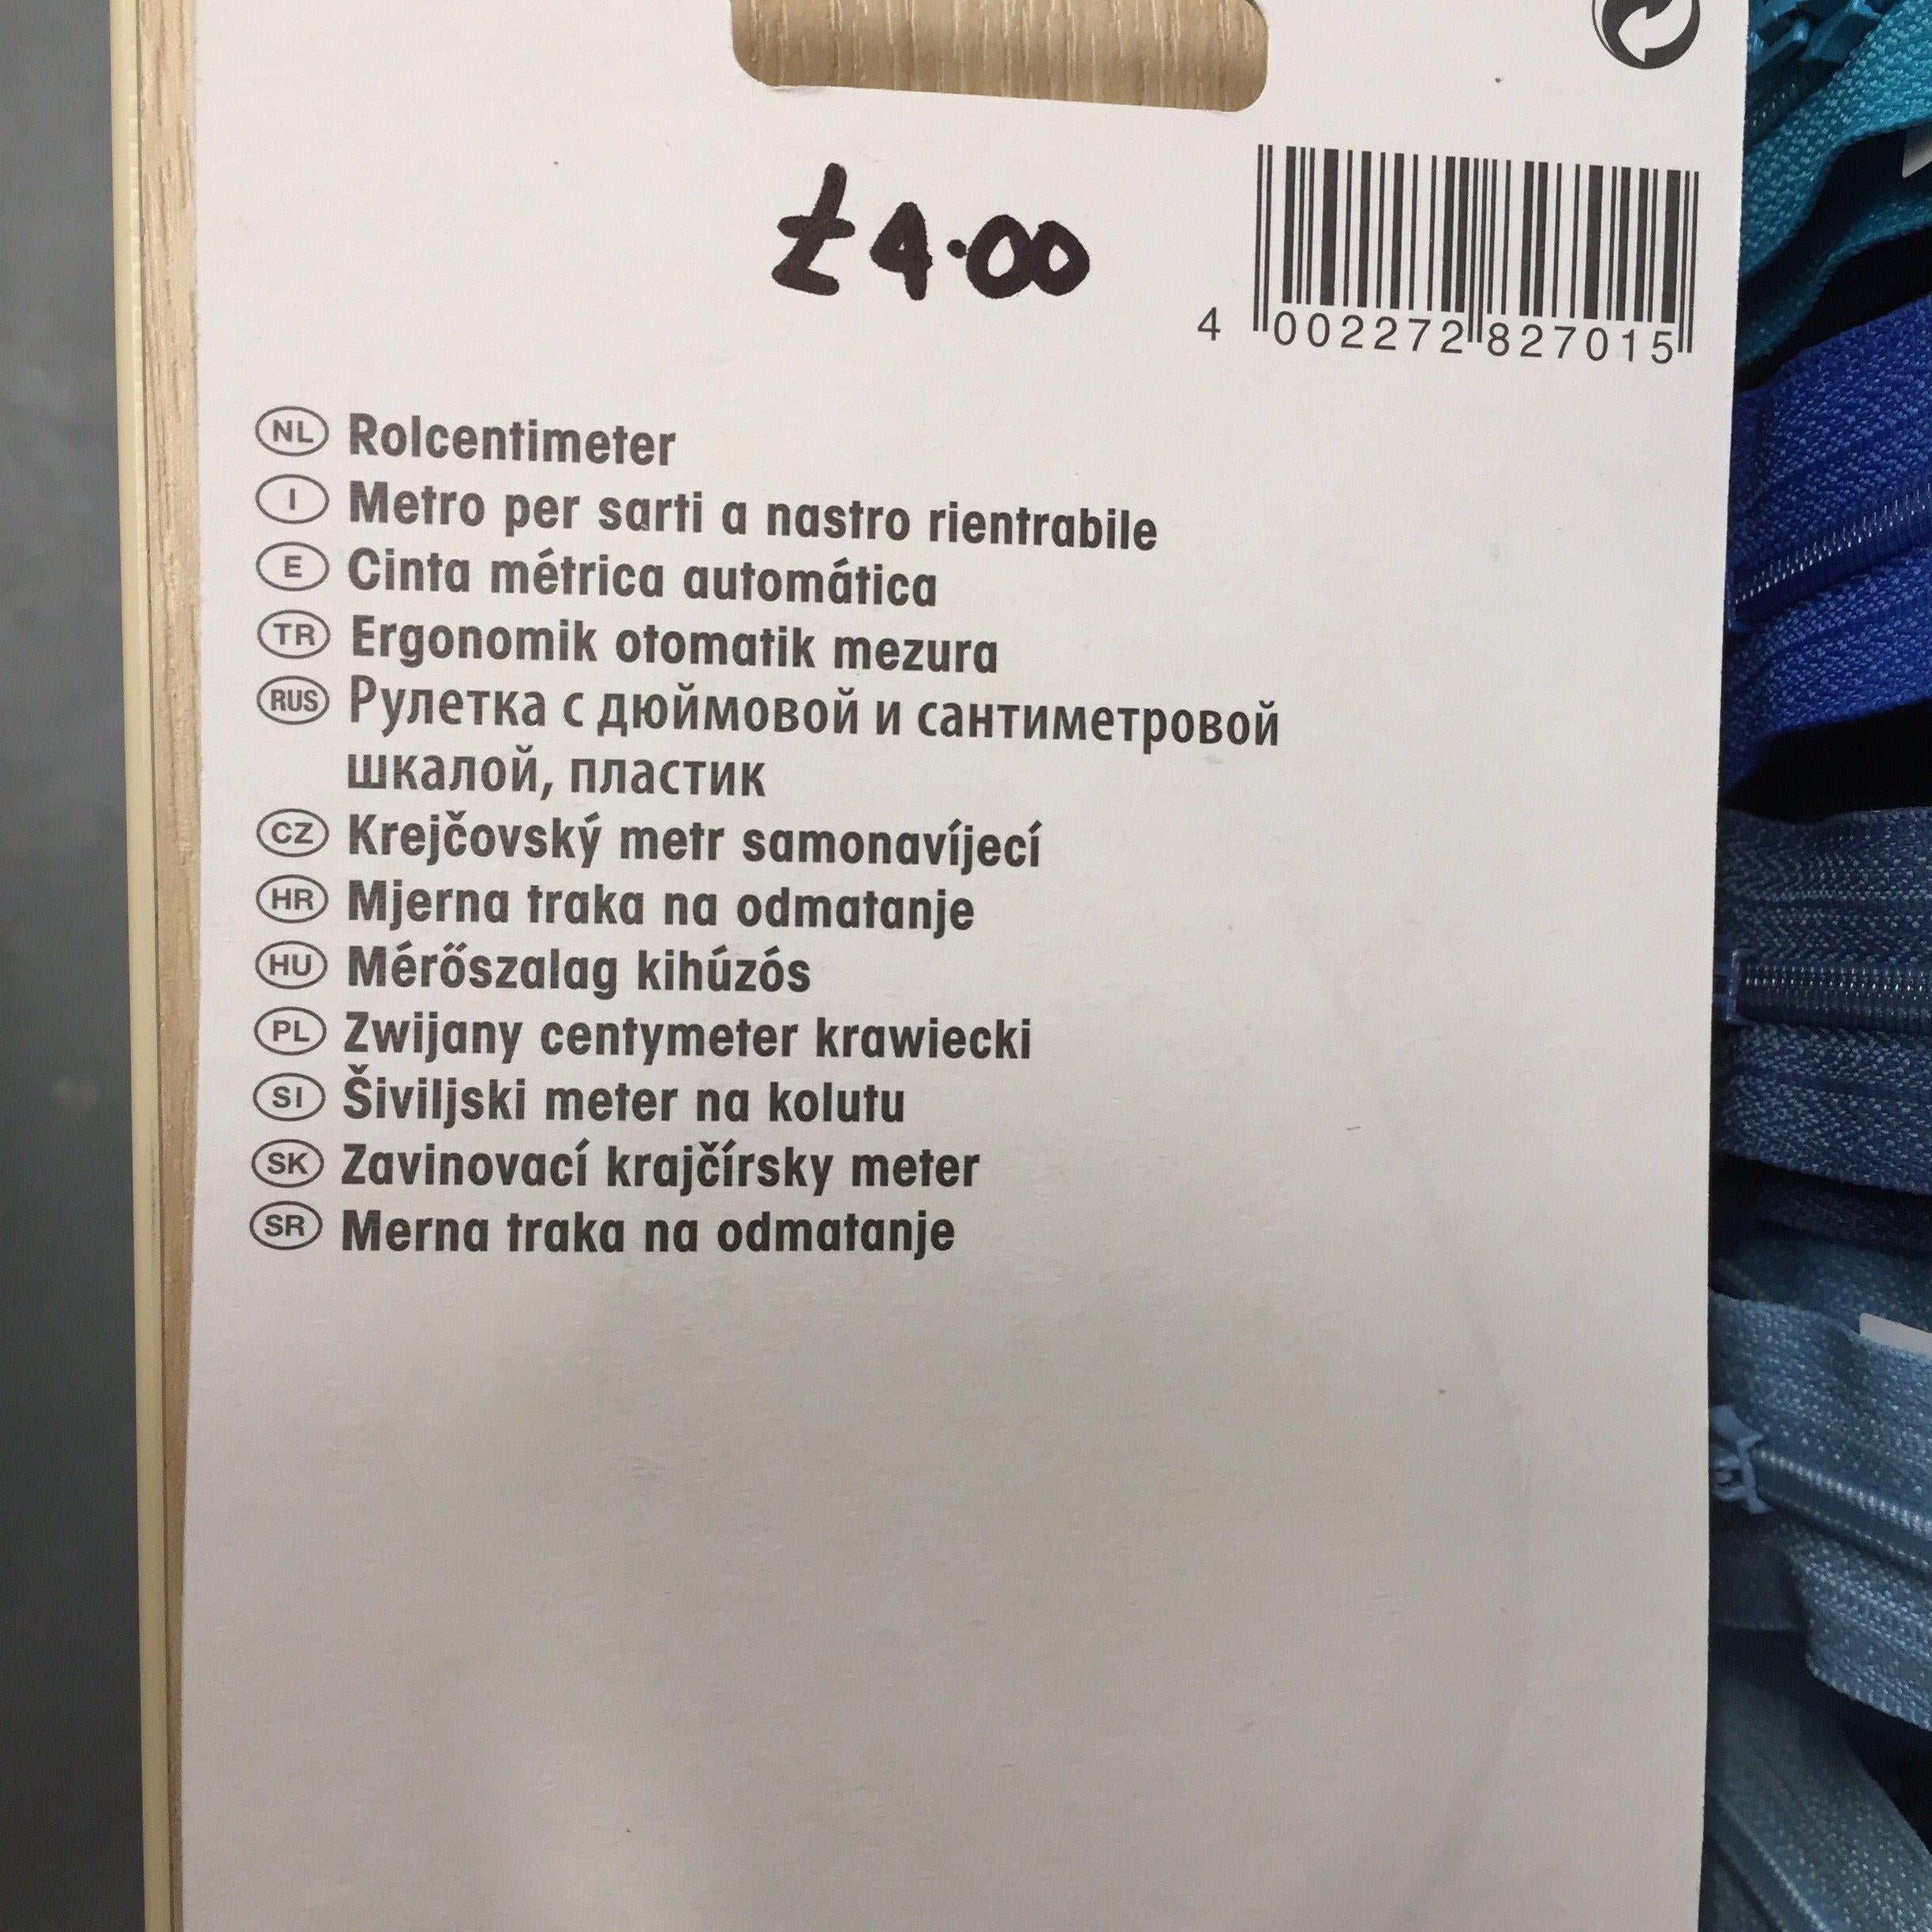 £4.00
4 002272 827015
NL Rolcentimeter
I Metro per sarti a nastro rientrabile
E Cinta métrica automática
TR Ergonomik otomatik mezura
RUS Рулетка с дюймовой и сантиметровой
шкалой, пластик
CZ Krejčovský metr samonavíjecí
HR Mjerna traka na odmatanje
HU Mérőszalag kihúzós
PL Zwijany centymeter krawiecki
SI Šiviljski meter na kolutu
SK Zavinovací krajčírsky meter
SR Merna traka na odmatanje